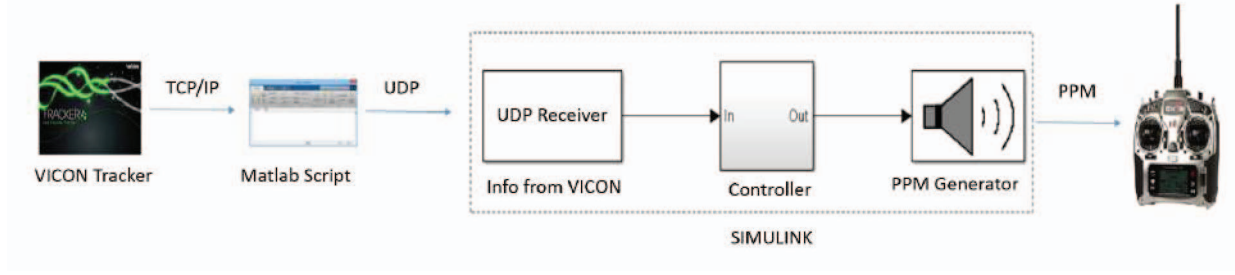 TCP/IP
UDP
PPM
TRACKER
UDP Receiver
In
Out
VICON Tracker
Matlab Script
Info from VICON
Controller
PPM Generator
SIMULINK